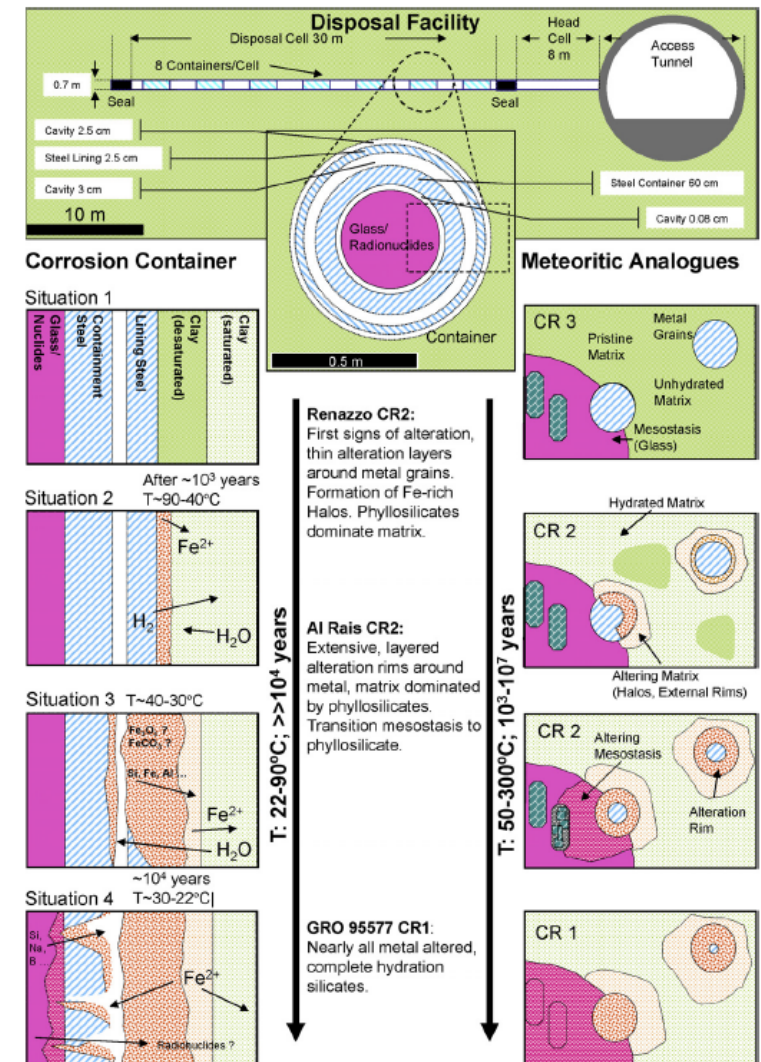 Disposal Facility
Disposal Cell 30 m
Head
Cell
8 m
Access
Tunnel
8 Containers/Cell
0.7 m
Seal
Seal
Cavity 2.5 cm
Steel Lining 2.5 cm
Cavity 3 cm
10 m
Steel Container 60 cm
Cavity 0.08 cm
Glass/
Radionuclides
Container
0.5 m
Corrosion Container
Meteoritic Analogues
Situation 1
Glass/
Nuclides
Containment
Steel
Lining Steel
Clay
(desaturated)
Clay
(saturated)
After ~10³ years
T~90-40°C
Situation 2
Fe²⁺
H₂
H₂O
Situation 3 T~40-30°C
Fe₃O₄ ?
FeCO₃ ?
Si, Fe, Al ...
Fe²⁺
H₂O
~10⁴ years
T~30-22°C|
Situation 4
Si,
Na,
B ...
Fe²⁺
Radionuclides ?
T: 22-90°C; >>10⁴ years
Renazzo CR2:
First signs of alteration,
thin alteration layers
around metal grains.
Formation of Fe-rich
Halos. Phyllosilicates
dominate matrix.
Al Rais CR2:
Extensive, layered
alteration rims around
metal, matrix dominated
by phyllosilicates.
Transition mesostasis to
phyllosilicate.
GRO 95577 CR1:
Nearly all metal altered,
complete hydration
silicates.
T: 50-300°C; 10³-10⁷ years
CR 3
Metal
Grains
Pristine
Matrix
Unhydrated
Matrix
Mesostasis
(Glass)
Hydrated Matrix
CR 2
Altering Matrix
(Halos, External Rims)
CR 2
Altering
Mesostasis
Alteration
Rim
CR 1